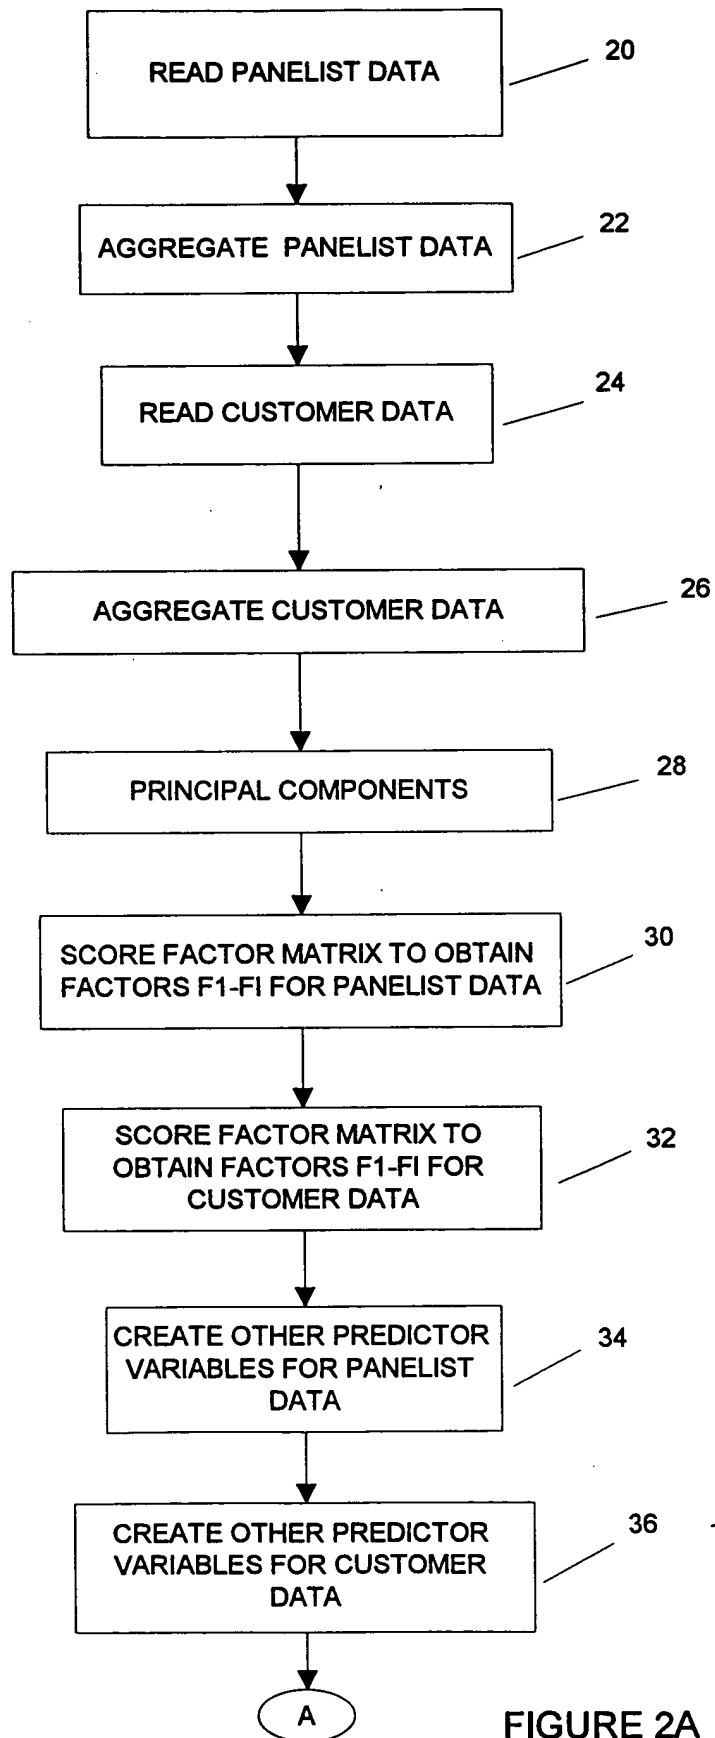 READ PANELIST DATA
20
AGGREGATE PANELIST DATA
22
READ CUSTOMER DATA
24
AGGREGATE CUSTOMER DATA
26
PRINCIPAL COMPONENTS
28
SCORE FACTOR MATRIX TO OBTAIN
FACTORS F1-FI FOR PANELIST DATA
30
SCORE FACTOR MATRIX TO
OBTAIN FACTORS F1-FI FOR
CUSTOMER DATA
32
CREATE OTHER PREDICTOR
VARIABLES FOR PANELIST
DATA
34
CREATE OTHER PREDICTOR
VARIABLES FOR CUSTOMER
DATA
36
A
FIGURE 2A